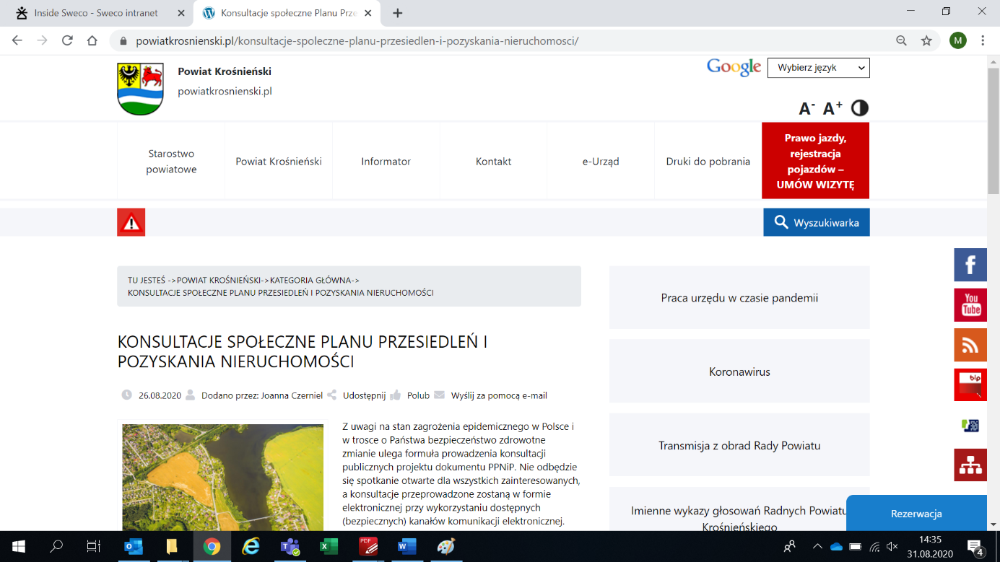 Inside Sweco - Sweco intranet
Konsultacje społeczne Planu Prze
powiatkrosnienski.pl/konsultacje-spoleczne-planu-przesiedlen-i-pozyskania-nieruchomosci/
M
Powiat Krośnieński
powiatkrosnienski.pl
Google
Wybierz język
A- A+
Starostwo
powiatowe
Powiat Krośnieński
Informator
Kontakt
e-Urząd
Druki do pobrania
Prawo jazdy,
rejestracja
pojazdów –
UMÓW WIZYTĘ
Wyszukiwarka
TU JESTEŚ ->POWIAT KROŚNIEŃSKI->KATEGORIA GŁÓWNA->
KONSULTACJE SPOŁECZNE PLANU PRZESIEDLEŃ I POZYSKANIA NIERUCHOMOŚCI
KONSULTACJE SPOŁECZNE PLANU PRZESIEDLEŃ I
POZYSKANIA NIERUCHOMOŚCI
26.08.2020 Dodano przez: Joanna Czerniel Udostępnij Polub Wyślij za pomocą e-mail
Z uwagi na stan zagrożenia epidemicznego w Polsce i
w trosce o Państwa bezpieczeństwo zdrowotne
zmianie ulega formuła prowadzenia konsultacji
publicznych projektu dokumentu PPNiP. Nie odbędzie
się spotkanie otwarte dla wszystkich zainteresowanych,
a konsultacje przeprowadzone zostaną w formie
elektronicznej przy wykorzystaniu dostępnych
(bezpiecznych) kanałów komunikacji elektronicznej.
Praca urzędu w czasie pandemii
Koronawirus
Transmisja z obrad Rady Powiatu
Imienne wykazy głosowań Radnych Powiatu
Krośnieńskiego
f
You
Tube
bip
Rezerwacja
PDF
14:35
31.08.2020
4